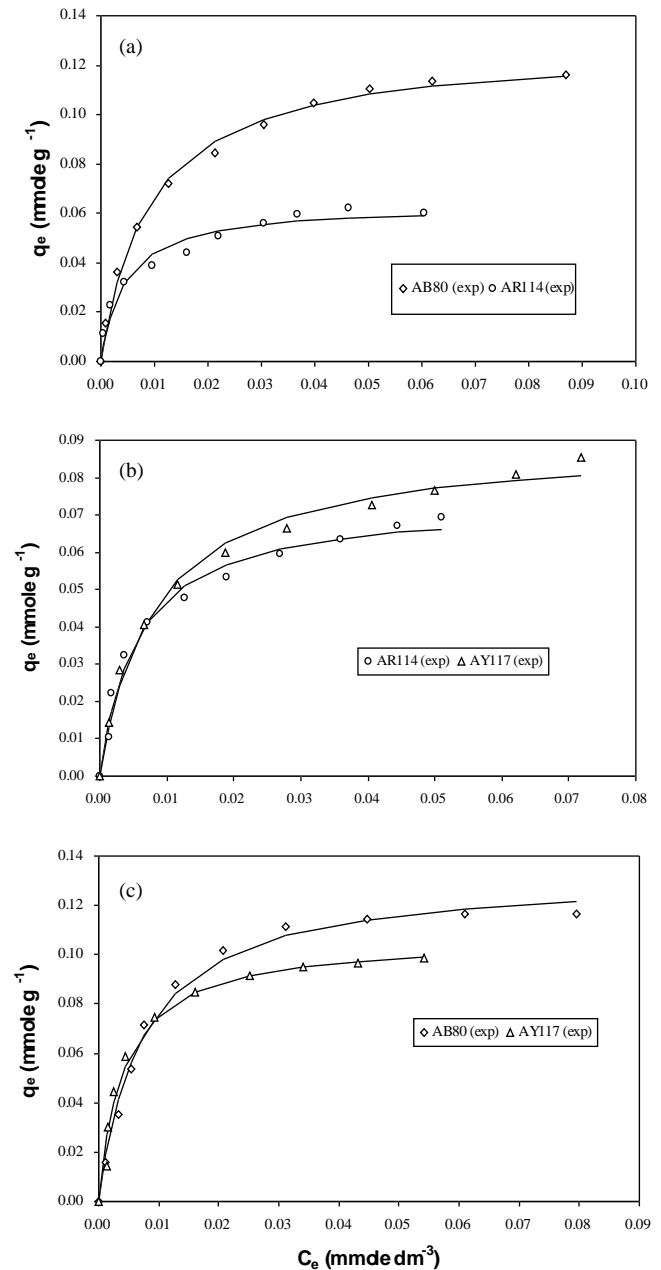 0.14
(a)
0.12
0.10
0.08
0.06
0.04
0.02
0.00
qe (mmole g -1)
AB80 (exp) AR114 (exp)
0.00 0.01 0.02 0.03 0.04 0.05 0.06 0.07 0.08 0.09 0.10
0.09
(b)
0.08
0.07
0.06
0.05
0.04
0.03
0.02
0.01
0.00
qe (mmole g -1)
AR114 (exp) AY117 (exp)
0.00 0.01 0.02 0.03 0.04 0.05 0.06 0.07 0.08
0.14
(c)
0.12
0.10
0.08
0.06
0.04
0.02
0.00
qe (mmole g -1)
AB80 (exp) AY117 (exp)
0.00 0.01 0.02 0.03 0.04 0.05 0.06 0.07 0.08 0.09
Ce (mmole dm-3)